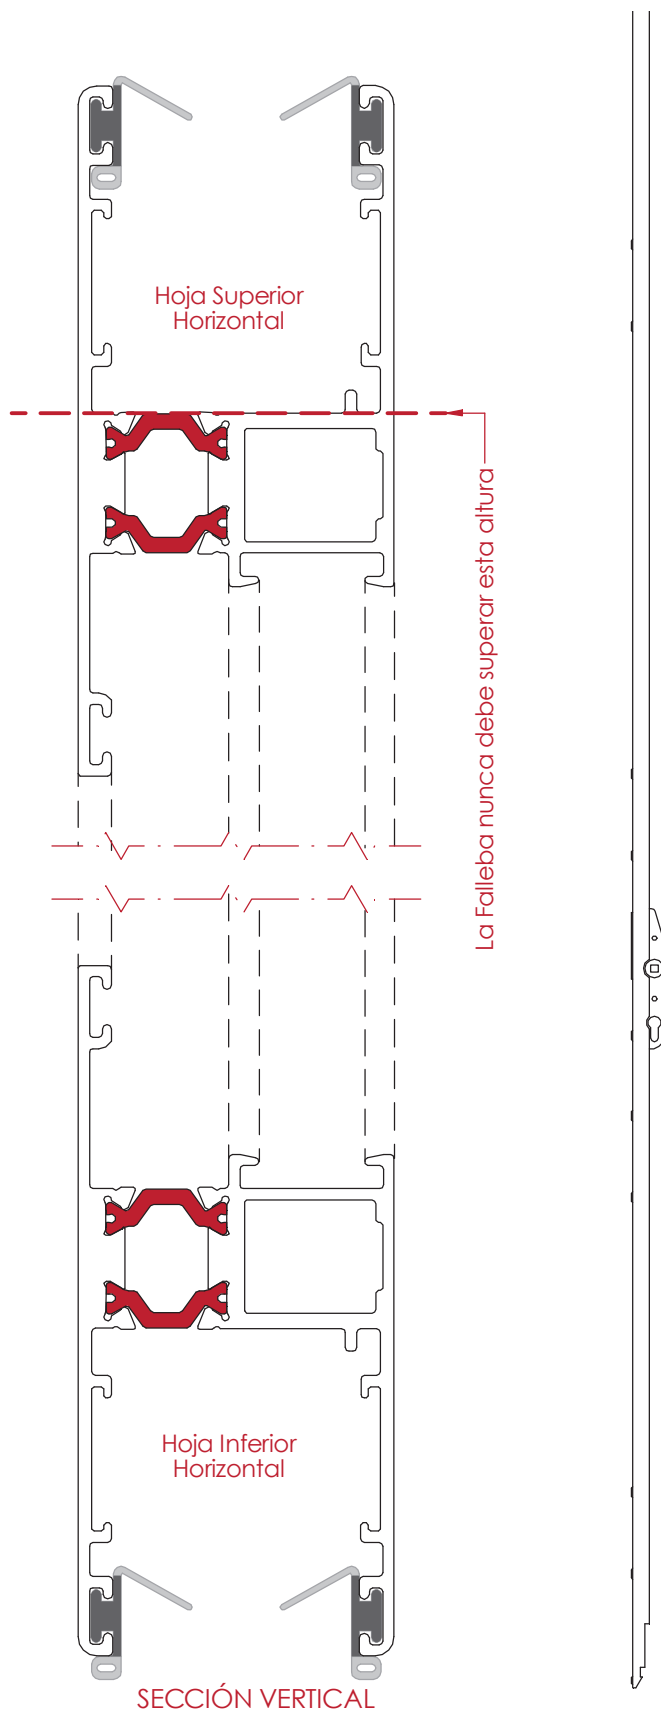 Hoja Superior
Horizontal
La Falleba nunca debe superar esta altura
Hoja Inferior
Horizontal
SECCIÓN VERTICAL